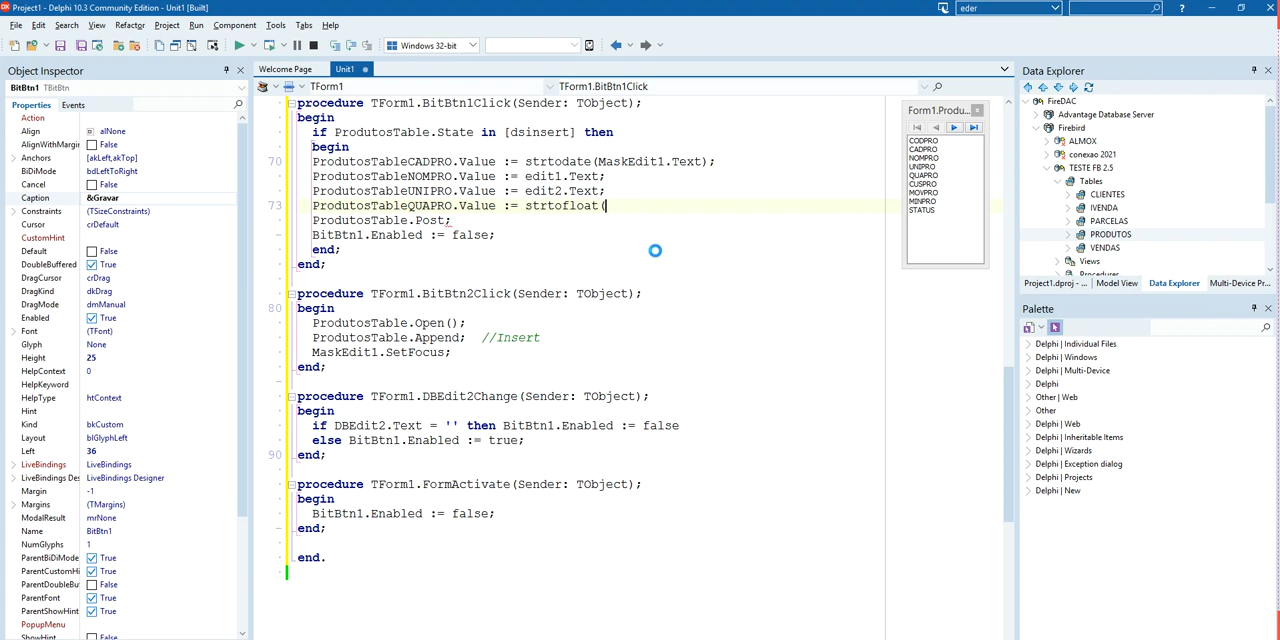 Project1 - Delphi 10.3 Community Edition - Unit1 [Built]
eder
File Edit Search View Refactor Project Run Component Tools Tabs Help
Windows 32-bit
Object Inspector
BitBtn1 TBitBtn
Properties Events
Action
Align alNone
AlignWithMargin False
Anchors [akLeft,akTop]
BiDiMode bdLeftToRight
Cancel False
Caption &Gravar
Constraints (TSizeConstraints)
Cursor crDefault
CustomHint
Default False
DoubleBuffered True
DragCursor crDrag
DragKind dkDrag
DragMode dmManual
Enabled True
Font (TFont)
Glyph None
Height 25
HelpContext 0
HelpKeyword
HelpType htContext
Hint
Kind bkCustom
Layout blGlyphLeft
Left 36
LiveBindings LiveBindings
LiveBindings Des LiveBindings Designer
Margin -1
Margins (TMargins)
ModalResult mrNone
Name BitBtn1
NumGlyphs 1
ParentBiDiMode True
ParentCustomHi True
ParentDoubleBu False
ParentFont True
ParentShowHint True
PopupMenu
ShowHint False
Welcome Page Unit1
TForm1 TForm1.BitBtn1Click
procedure TForm1.BitBtn1Click(Sender: TObject);
begin
if ProdutosTable.State in [dsinsert] then
begin
70 ProdutosTableCADPRO.Value := strtodate(MaskEdit1.Text);
ProdutosTableNOMPRO.Value := edit1.Text;
ProdutosTableUNIPRO.Value := edit2.Text;
73 ProdutosTableQUAPRO.Value := strtofloat(
ProdutosTable.Post;
BitBtn1.Enabled := false;
end;
end;
procedure TForm1.BitBtn2Click(Sender: TObject);
80 begin
ProdutosTable.Open();
ProdutosTable.Append; //Insert
MaskEdit1.SetFocus;
end;
procedure TForm1.DBEdit2Change(Sender: TObject);
begin
if DBEdit2.Text = '' then BitBtn1.Enabled := false
else BitBtn1.Enabled := true;
90 end;
procedure TForm1.FormActivate(Sender: TObject);
begin
BitBtn1.Enabled := false;
end;
end.
Form1.Produ...
CODPRO
CADPRO
NOMPRO
UNIPRO
QUAPRO
CUSPRO
MOVPRO
MINPRO
STATUS
Data Explorer
FireDAC
Advantage Database Server
Firebird
ALMOX
conexao 2021
TESTE FB 2.5
Tables
CLIENTES
IVENDA
PARCELAS
PRODUTOS
VENDAS
Views
Procedures
Project1.dproj - ... Model View Data Explorer Multi-Device Pr...
Palette
Delphi | Individual Files
Delphi | Windows
Delphi | Multi-Device
Delphi
Other | Web
Other
Delphi | Web
Delphi | Inheritable Items
Delphi | Wizards
Delphi | Exception dialog
Delphi | Projects
Delphi | New